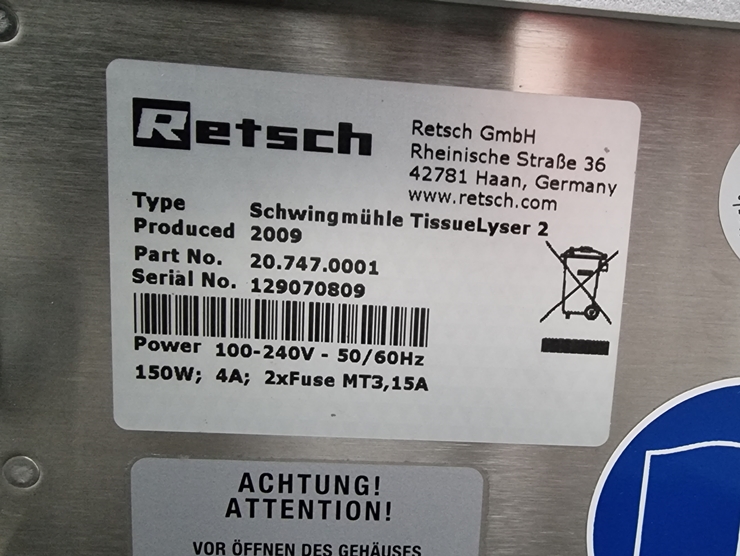 Retsch
Retsch GmbH
Rheinische Straße 36
42781 Haan, Germany
www.retsch.com
Type Schwingmühle TissueLyser 2
Produced 2009
Part No. 20.747.0001
Serial No. 129070809
Power 100-240V - 50/60Hz
150W; 4A; 2xFuse MT3,15A
ACHTUNG!
ATTENTION!
VOR ÖFFNEN DES GEHÄUSES